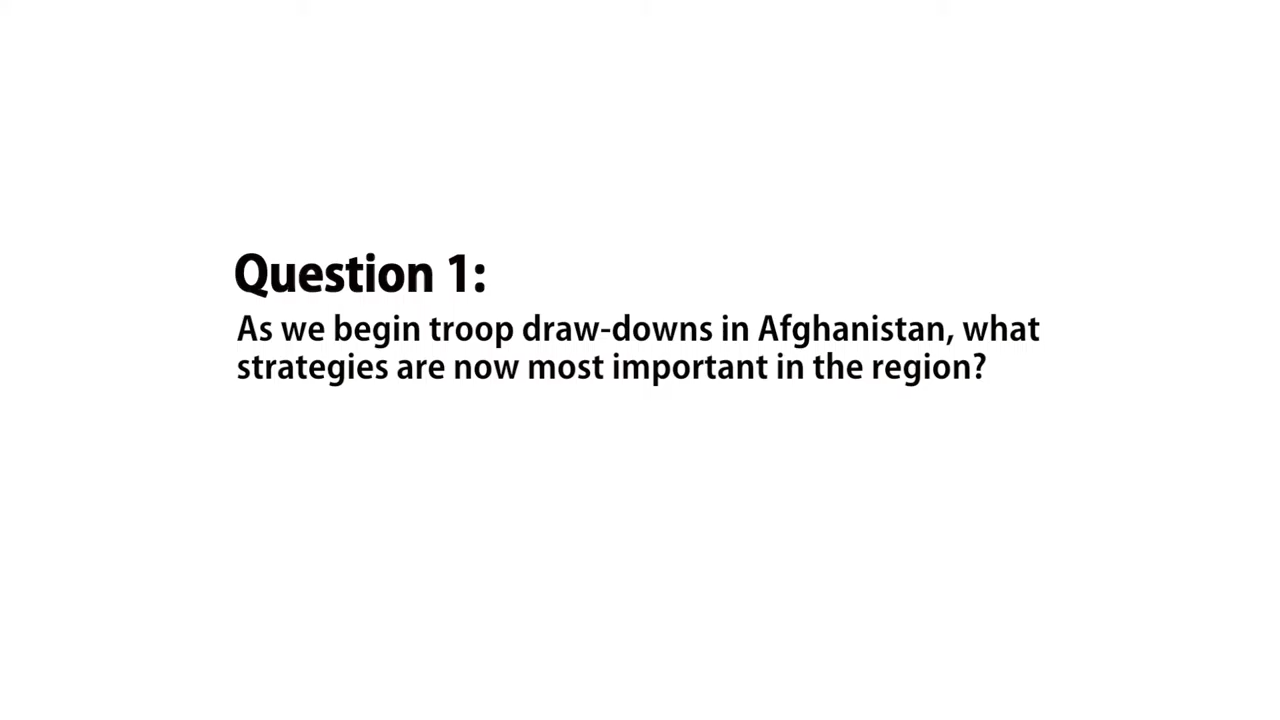 Question 1:
As we begin troop draw-downs in Afghanistan, what
strategies are now most important in the region?